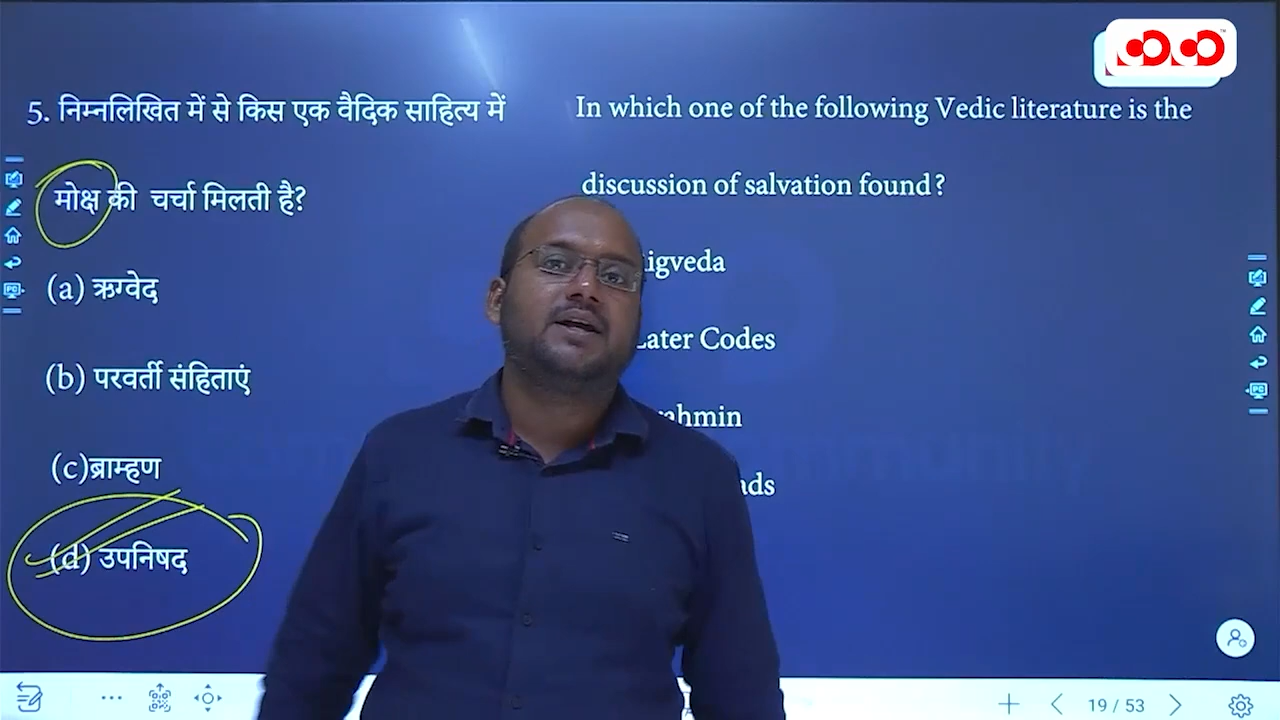 5. निम्नलिखित में से किस एक वैदिक साहित्य में
मोक्ष की चर्चा मिलती है?
(a) ऋग्वेद
(b) परवर्ती संहिताएं
(c)ब्राम्हण
(d) उपनिषद
In which one of the following Vedic literature is the
discussion of salvation found?
igveda
Later Codes
ahmin
ads
19 / 53